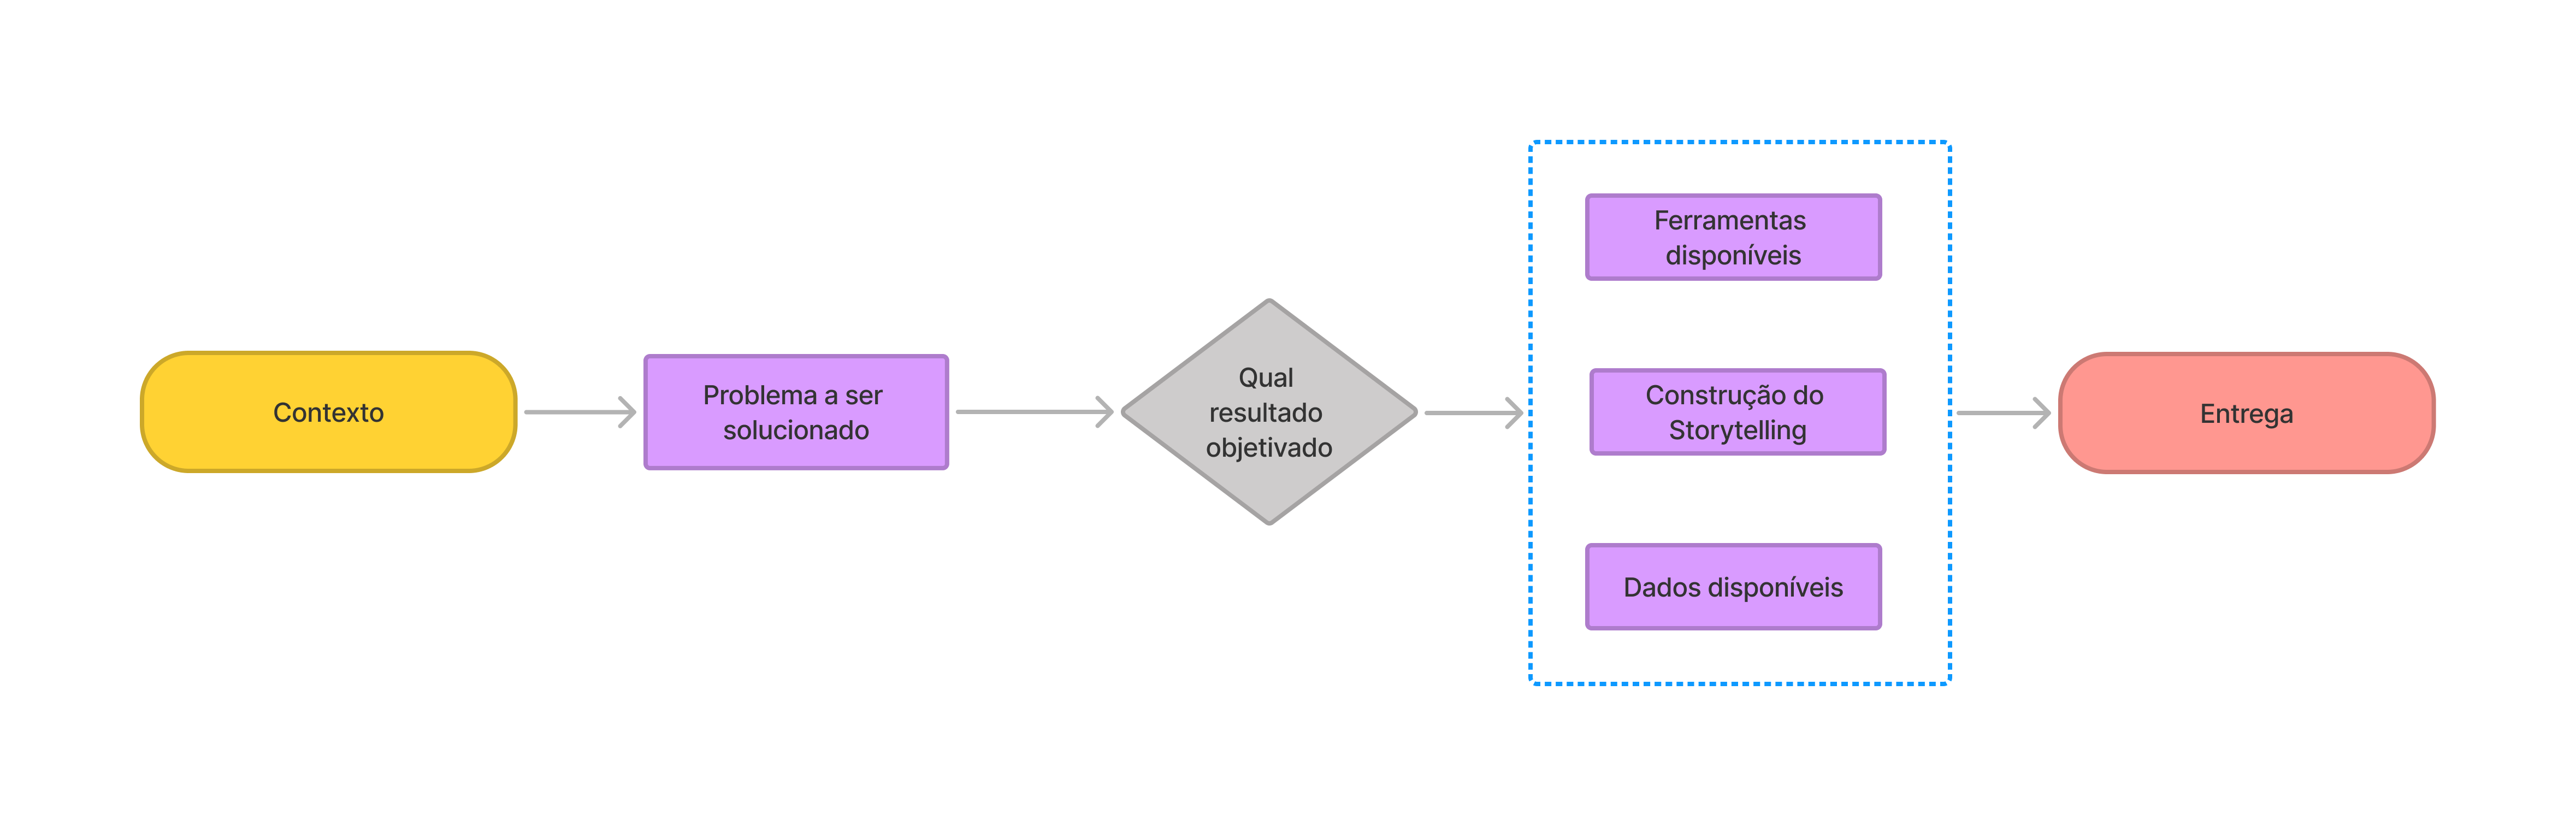 Contexto
Problema a ser
solucionado
Qual
resultado
objetivado
Ferramentas
disponíveis
Construção do
Storytelling
Dados disponíveis
Entrega